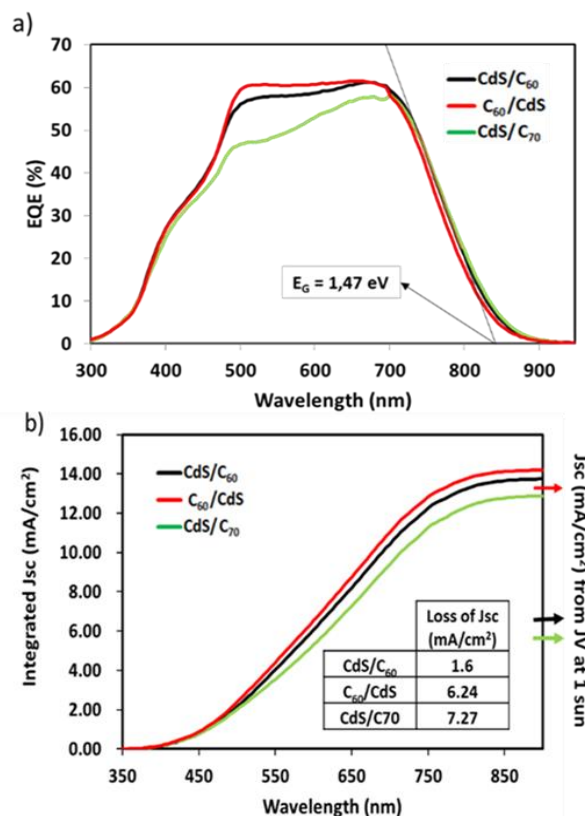 a)
70
60
50
40
30
20
10
0
EQE (%)
CdS/C₆₀
C₆₀/CdS
CdS/C₇₀
E_G = 1,47 eV
300 400 500 600 700 800 900
Wavelength (nm)
b)
16.00
14.00
12.00
10.00
8.00
6.00
4.00
2.00
0.00
Integrated Jsc (mA/cm²)
CdS/C₆₀
C₆₀/CdS
CdS/C₇₀
Loss of Jsc
(mA/cm²)
CdS/C₆₀ 1.6
C₆₀/CdS 6.24
CdS/C70 7.27
350 450 550 650 750 850
Wavelength (nm)
Jsc (mA/cm²) from JV at 1 sun